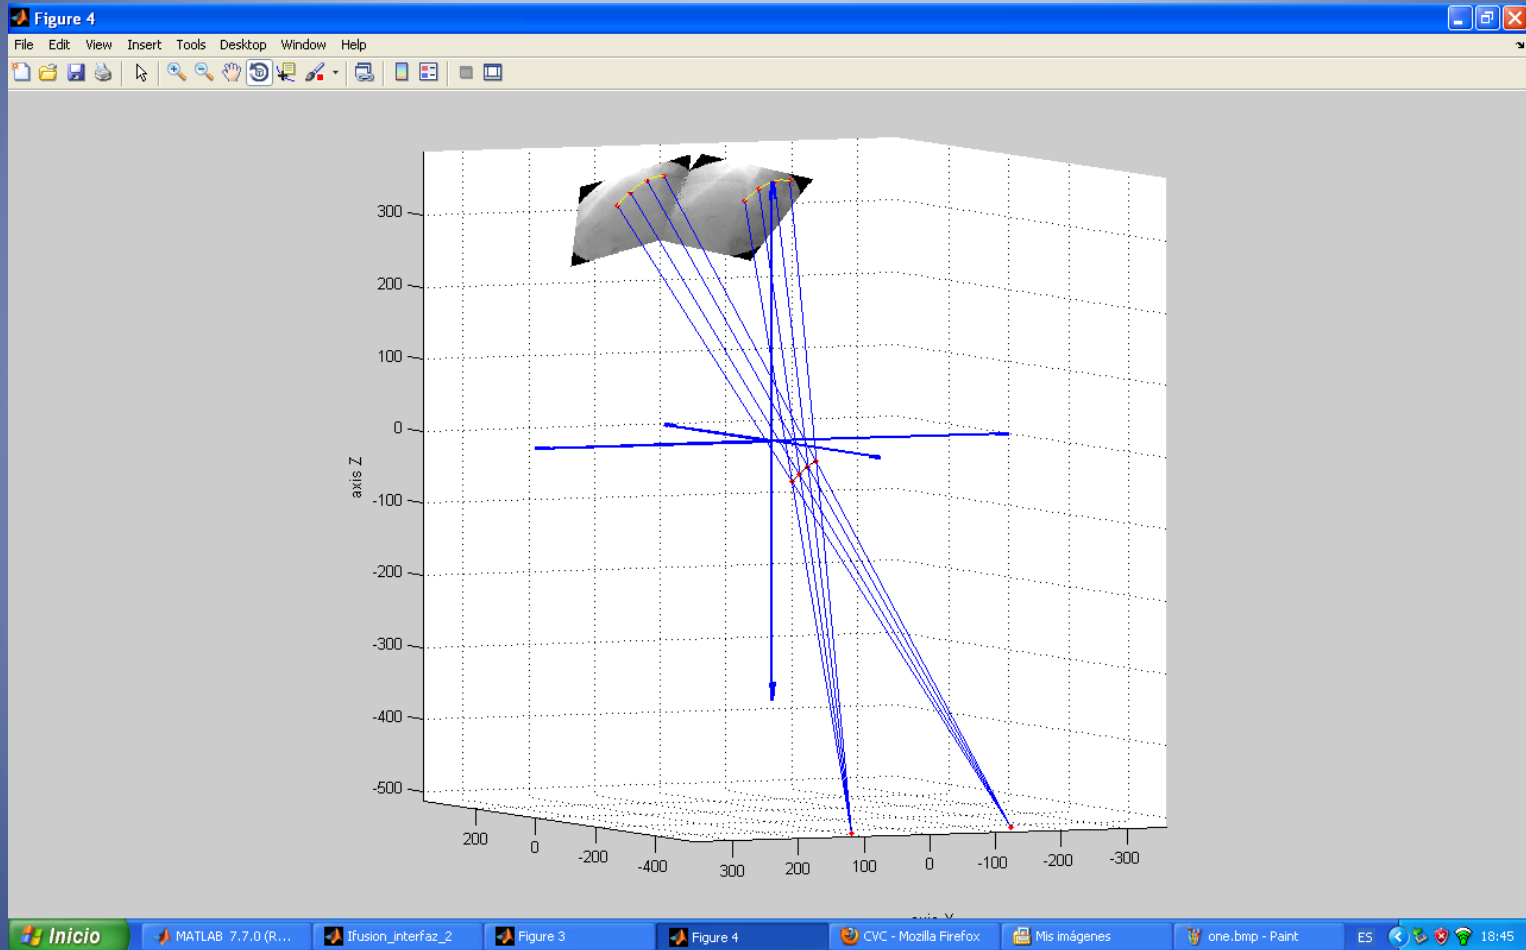 Figure 4
File Edit View Insert Tools Desktop Window Help
300
200
100
0
-100
-200
-300
-400
-500
axis Z
200 0 -200 -400
300 200 100 0 -100 -200 -300
Inicio MATLAB 7.7.0 (R... Ifusion_interfaz_2 Figure 3 Figure 4 CVC - Mozilla Firefox Mis imágenes one.bmp - Paint ES 18:45